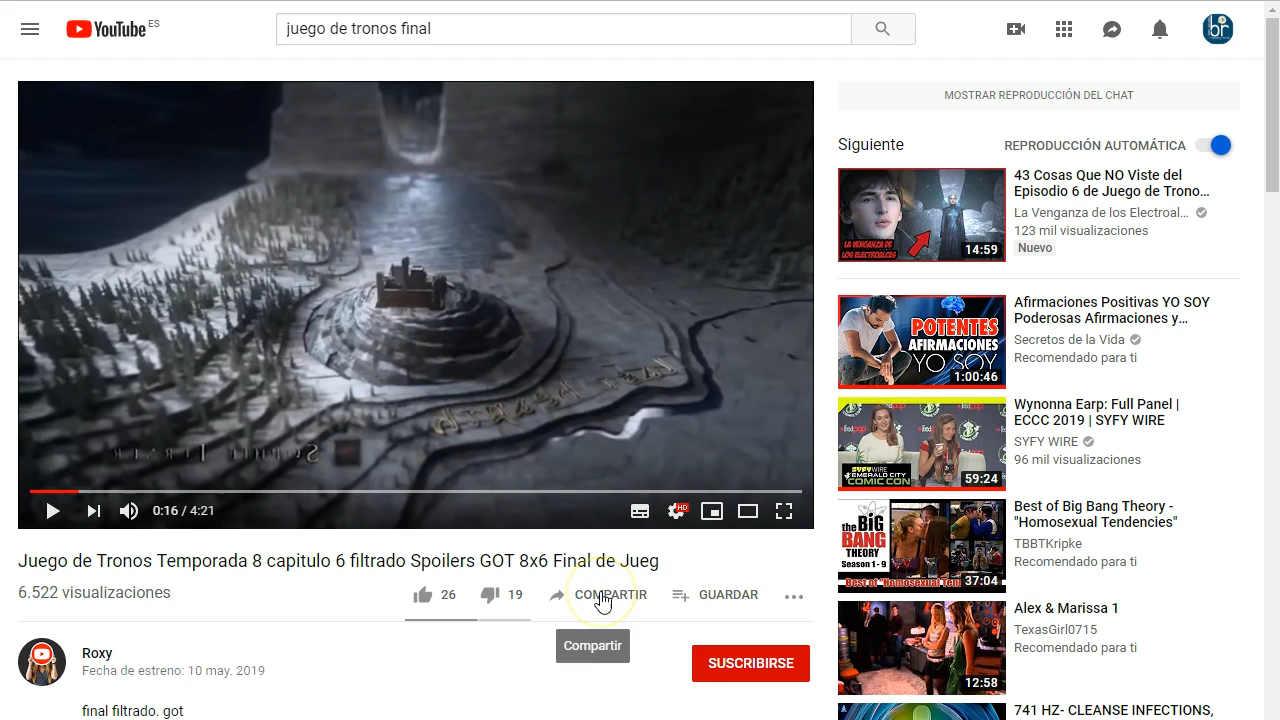 YouTube ES
juego de tronos final
MOSTRAR REPRODUCCIÓN DEL CHAT
Siguiente
REPRODUCCIÓN AUTOMÁTICA
LA VENGANZA DE
LOS ELECTROALCES
14:59
43 Cosas Que NO Viste del
Episodio 6 de Juego de Trono...
La Venganza de los Electroal...
123 mil visualizaciones
Nuevo
POTENTES
AFIRMACIONES
YO SOY
1:00:46
Afirmaciones Positivas YO SOY
Poderosas Afirmaciones y...
Secretos de la Vida
Recomendado para ti
SYFY WIRE
EMERALD CITY
COMIC CON
59:24
Wynonna Earp: Full Panel |
ECCC 2019 | SYFY WIRE
SYFY WIRE
96 mil visualizaciones
the BIG
BANG
THEORY
Season 1 - 9
37:04
Best of Big Bang Theory -
"Homosexual Tendencies"
TBBTKripke
Recomendado para ti
12:58
Alex & Marissa 1
TexasGirl0715
Recomendado para ti
741 HZ- CLEANSE INFECTIONS,
0:16 / 4:21
HD
Juego de Tronos Temporada 8 capitulo 6 filtrado Spoilers GOT 8x6 Final de Jueg
6.522 visualizaciones
26
19
COMPARTIR
GUARDAR
Compartir
Roxy
Fecha de estreno: 10 may. 2019
SUSCRIBIRSE
final filtrado. got